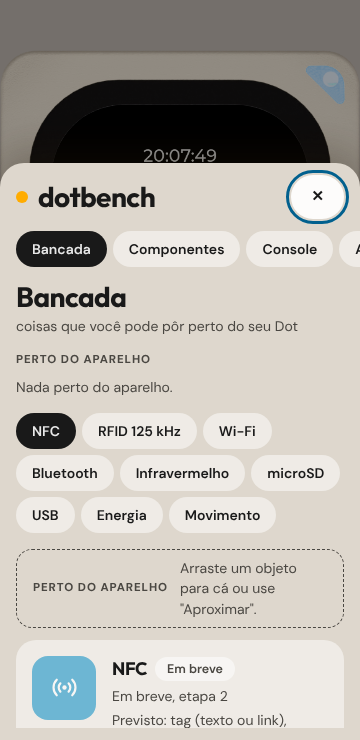 20:07:49
dotbench
×
Bancada Componentes Console A
Bancada
coisas que você pode pôr perto do seu Dot
PERTO DO APARELHO
Nada perto do aparelho.
NFC RFID 125 kHz Wi-Fi
Bluetooth Infravermelho microSD
USB Energia Movimento
PERTO DO APARELHO
Arraste um objeto
para cá ou use
"Aproximar".
NFC Em breve
Em breve, etapa 2
Previsto: tag (texto ou link),